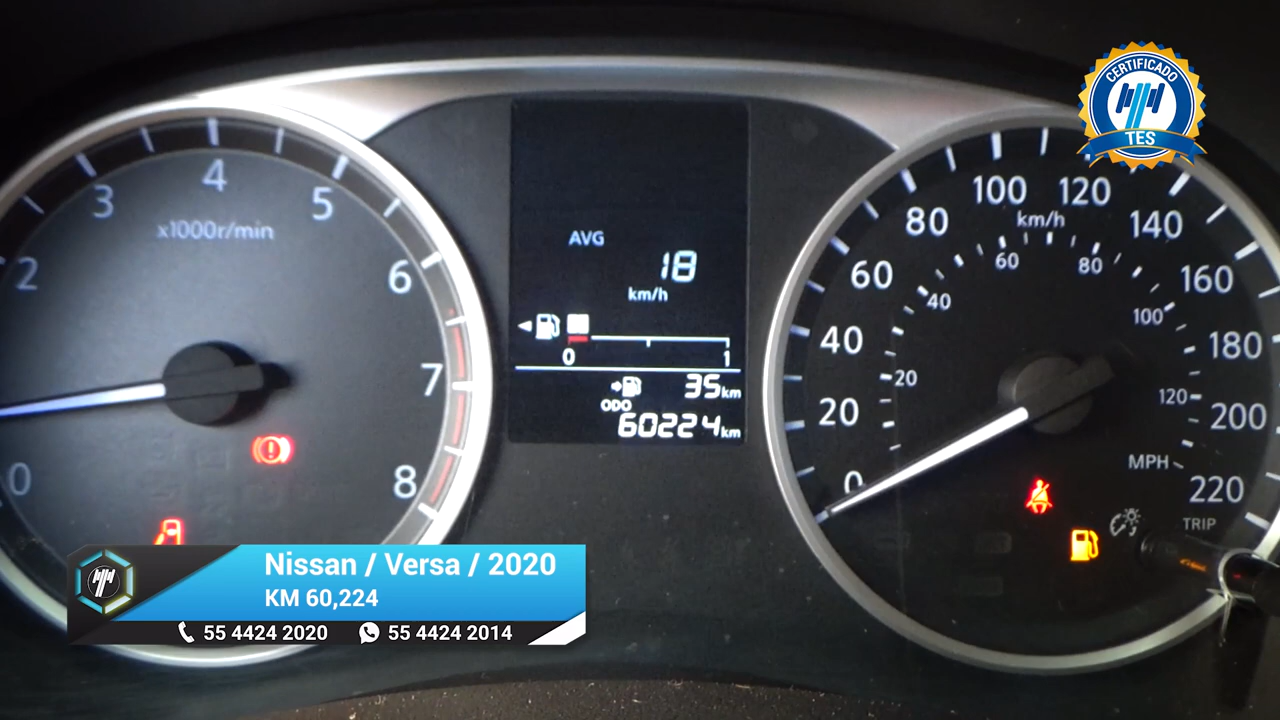 CERTIFICADO
TES
x1000r/min
0
2
3
4
5
6
7
8
AVG
18
km/h
0
1
35km
ODO
60224km
km/h
0
20
40
60
80
100
120
140
160
180
200
220
20
40
60
80
100
120
MPH
TRIP
Nissan / Versa / 2020
KM 60,224
55 4424 2020
55 4424 2014